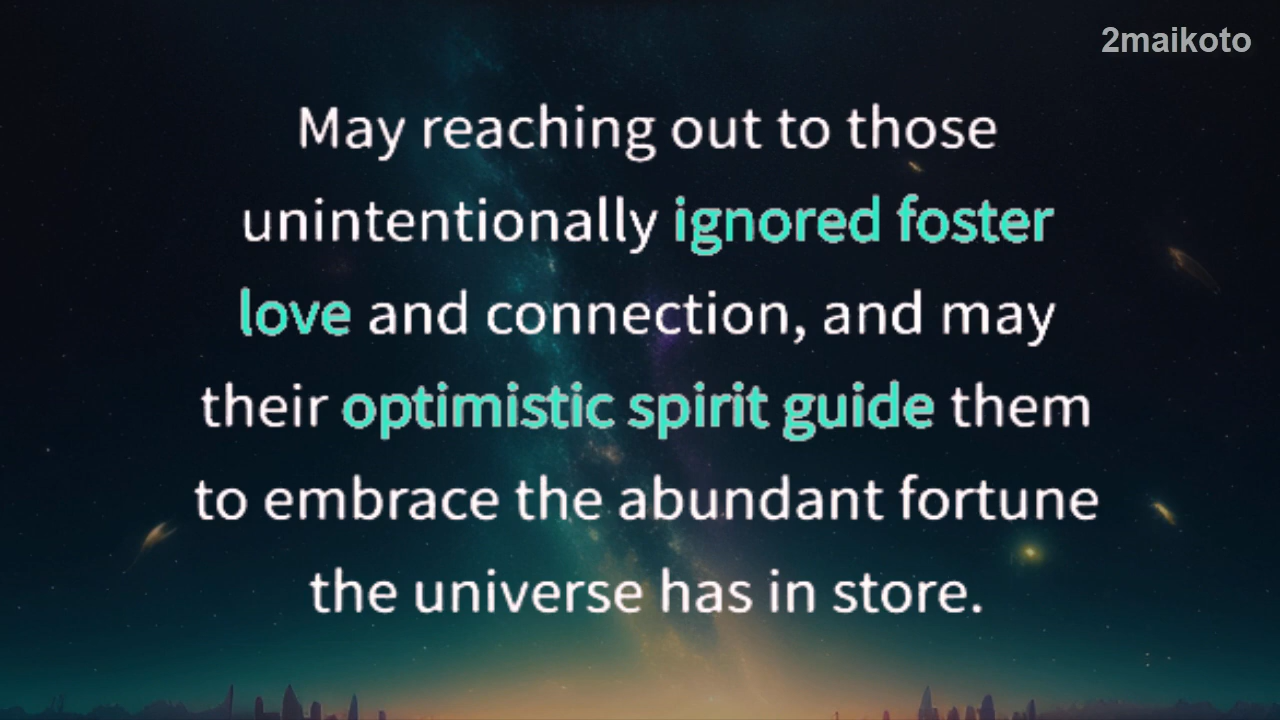 2maikoto
May reaching out to those
unintentionally ignored foster
love and connection, and may
their optimistic spirit guide them
to embrace the abundant fortune
the universe has in store.